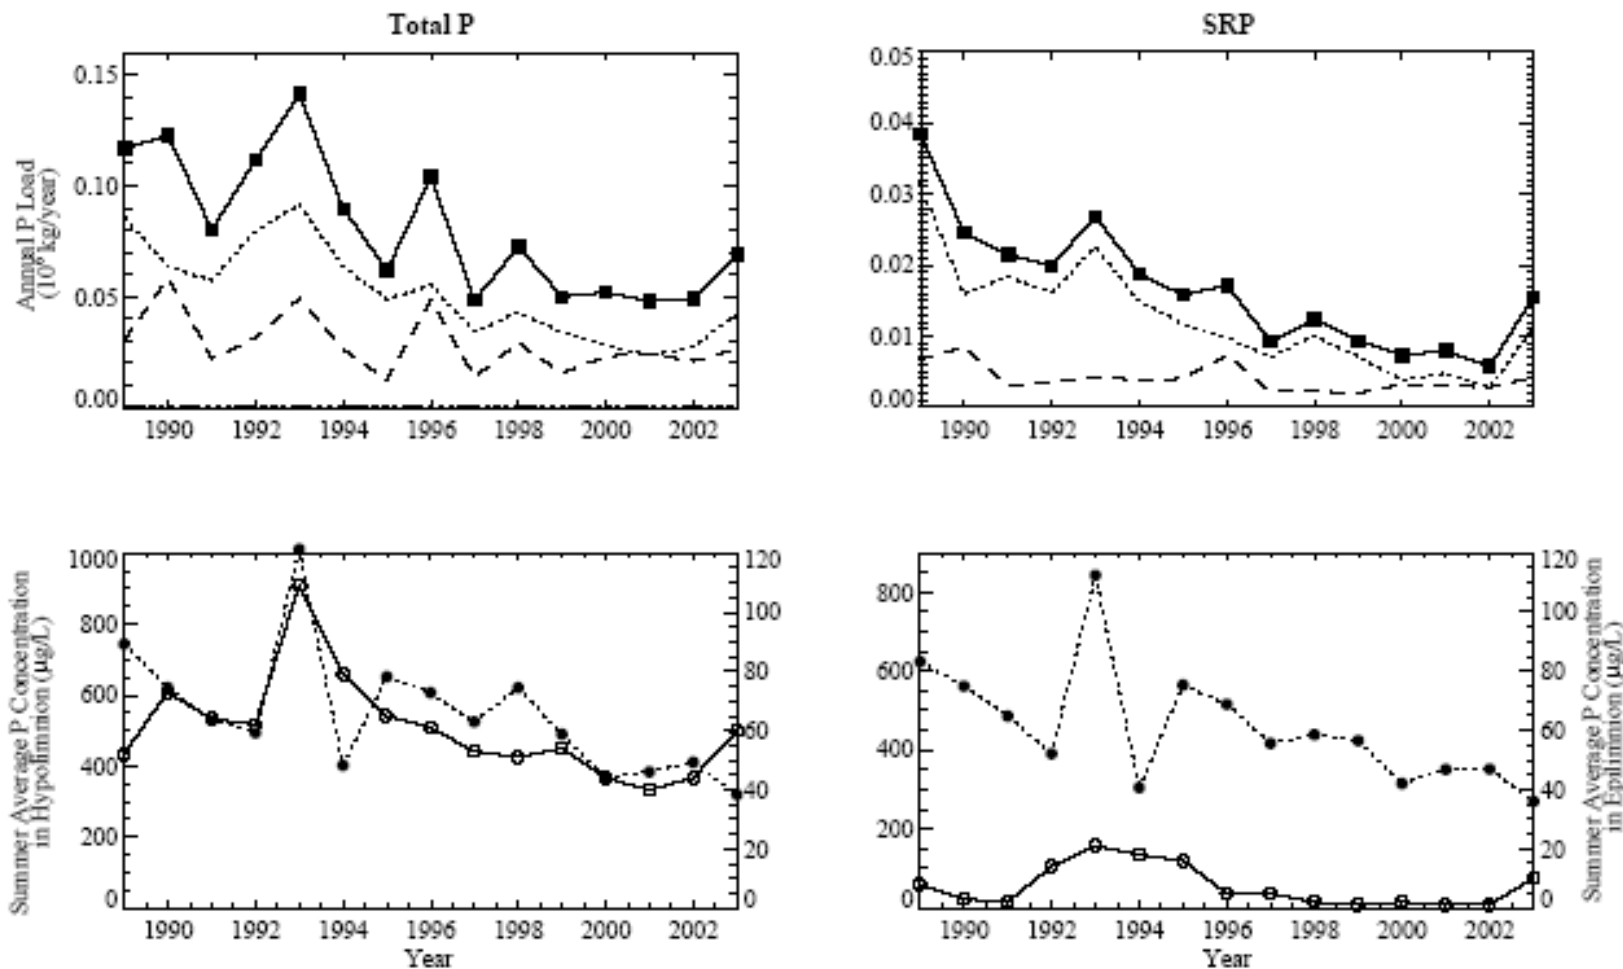 Total P
SRP
Annual P Load
(10⁶ kg/year)
0.15
0.10
0.05
0.00
1990 1992 1994 1996 1998 2000 2002
0.05
0.04
0.03
0.02
0.01
0.00
1990 1992 1994 1996 1998 2000 2002
Summer Average P Concentration
in Hypolimnion (µg/L)
1000
800
600
400
200
0
120
100
80
60
40
20
0
1990 1992 1994 1996 1998 2000 2002
Year
800
600
400
200
0
120
100
80
60
40
20
0
1990 1992 1994 1996 1998 2000 2002
Year
Summer Average P Concentration
in Epilimnion (µg/L)